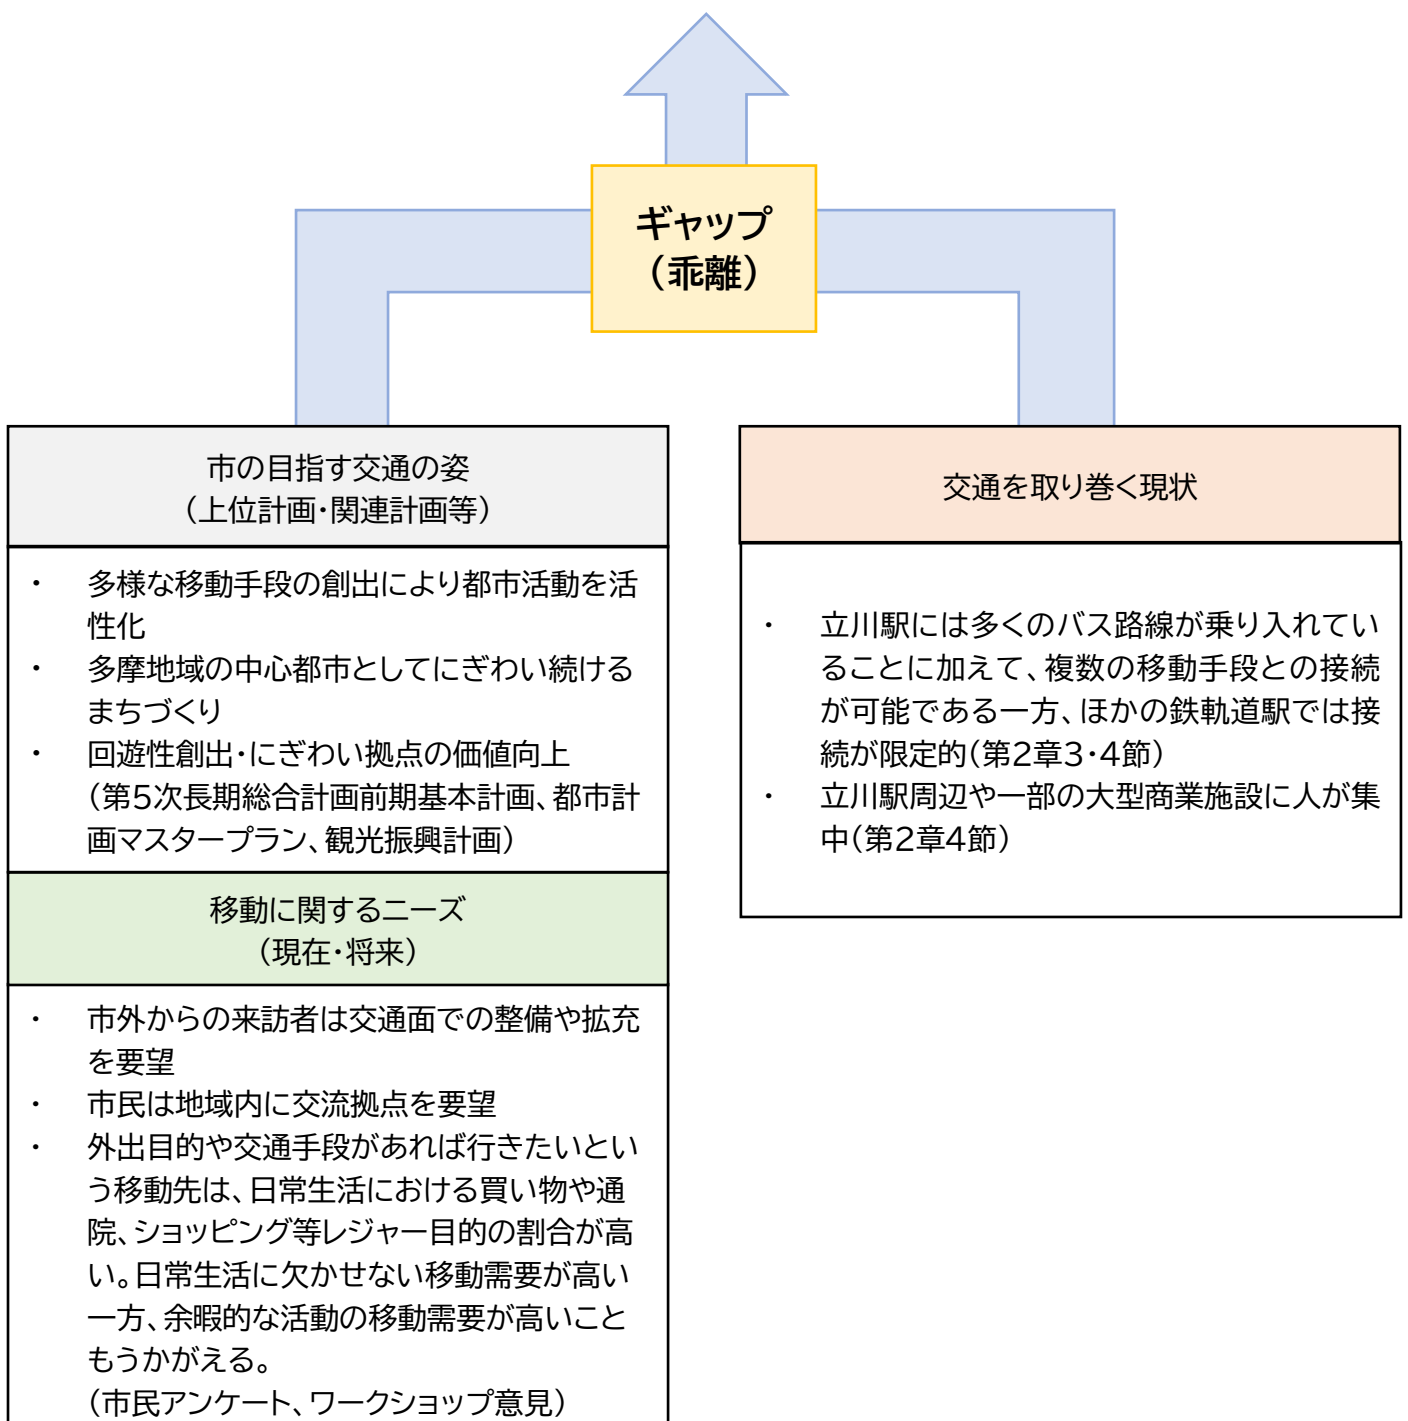 ギャップ
（乖離）
市の目指す交通の姿
（上位計画・関連計画等）
・ 多様な移動手段の創出により都市活動を活
性化
・ 多摩地域の中心都市としてにぎわい続ける
まちづくり
・ 回遊性創出・にぎわい拠点の価値向上
（第5次長期総合計画前期基本計画、都市計
画マスタープラン、観光振興計画）
移動に関するニーズ
（現在・将来）
・ 市外からの来訪者は交通面での整備や拡充
を要望
・ 市民は地域内に交流拠点を要望
・ 外出目的や交通手段があれば行きたいとい
う移動先は、日常生活における買い物や通
院、ショッピング等レジャー目的の割合が高
い。日常生活に欠かせない移動需要が高い
一方、余暇的な活動の移動需要が高いこと
もうかがえる。
（市民アンケート、ワークショップ意見）
交通を取り巻く現状
・ 立川駅には多くのバス路線が乗り入れてい
ることに加えて、複数の移動手段との接続
が可能である一方、ほかの鉄軌道駅では接
続が限定的（第2章3・4節）
・ 立川駅周辺や一部の大型商業施設に人が集
中（第2章4節）